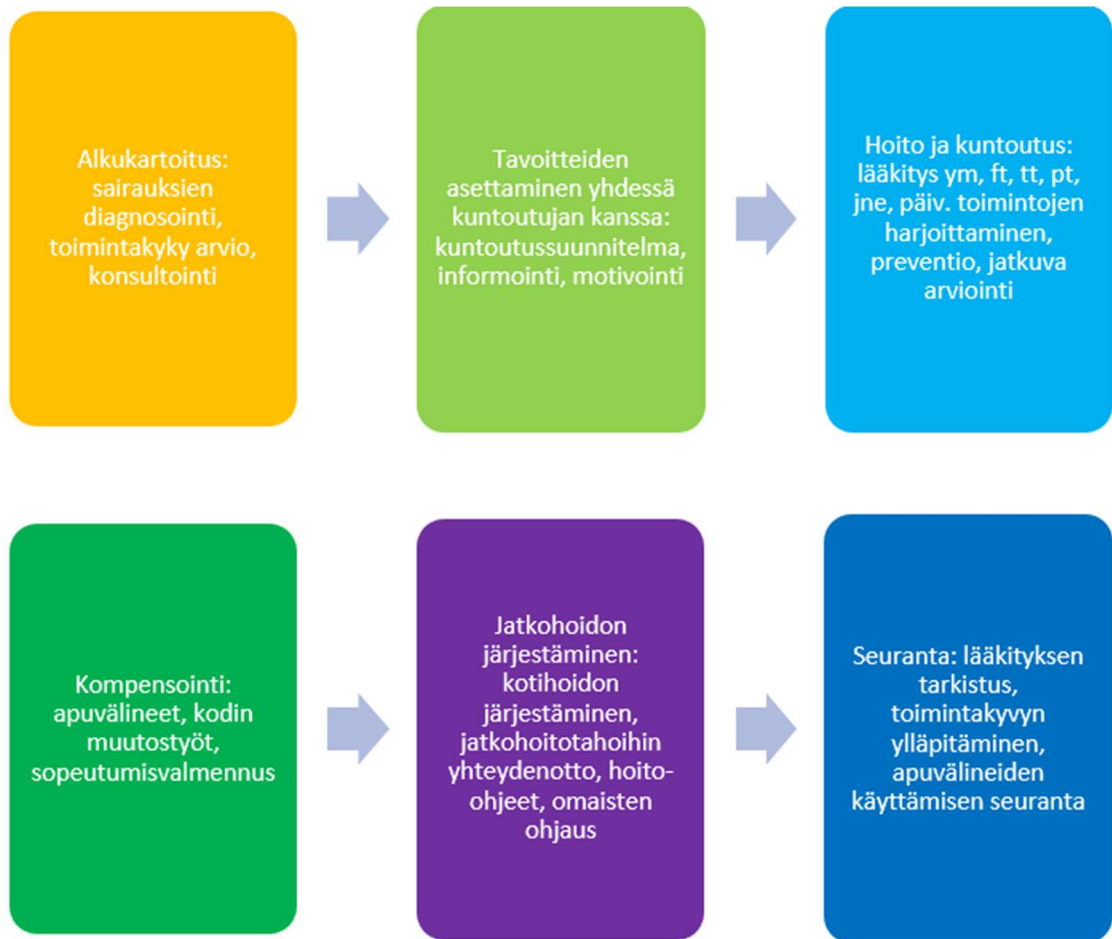 Alkukartoitus:
sairauksien
diagnosointi,
toimintakyky arvio,
konsultointi
Tavoitteiden
asettaminen yhdessä
kuntoutujan kanssa:
kuntoutussuunnitelma,
informointi, motivointi
Hoito ja kuntoutus:
lääkitys ym, ft, tt, pt,
jne, päiv. toimintojen
harjoittaminen,
preventio, jatkuva
arviointi
Kompensointi:
apuvälineet, kodin
muutostyöt,
sopeutumisvalmennus
Jatkohoidon
järjestäminen:
kotihoidon
järjestäminen,
jatkohoitotahoihin
yhteydenotto, hoito-
ohjeet, omaisten
ohjaus
Seuranta: lääkityksen
tarkistus,
toimintakyvyn
ylläpitäminen,
apuvälineiden
käyttämisen seuranta